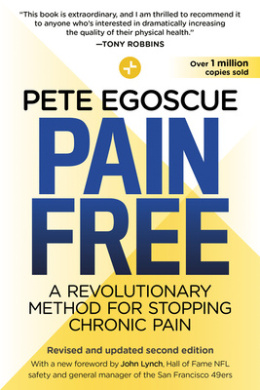 "This book is extraordinary, and I am thrilled to recommend it
to anyone who's interested in dramatically increasing
the quality of their physical health."
—TONY ROBBINS
Over 1 million
copies sold
PETE EGOSCUE
PAIN
FREE
A REVOLUTIONARY
METHOD FOR STOPPING
CHRONIC PAIN
Revised and updated second edition
With a new foreword by John Lynch, Hall of Fame NFL
safety and general manager of the San Francisco 49ers